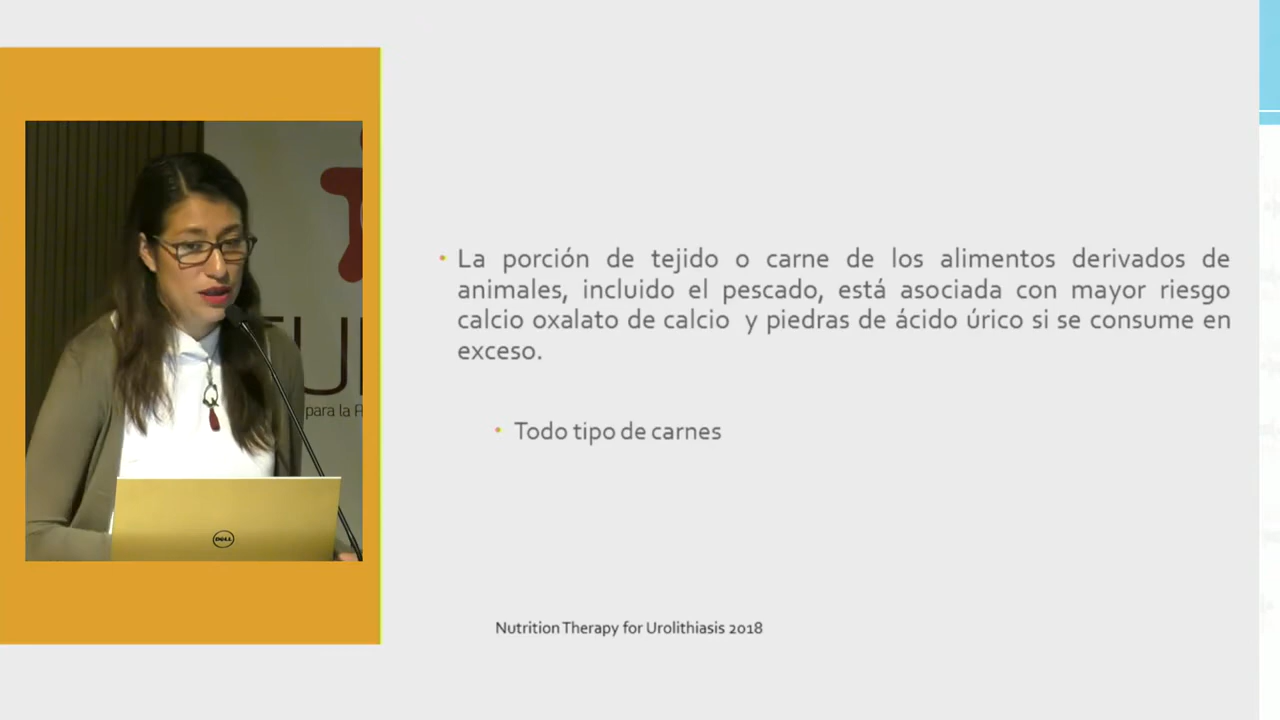 La porción de tejido o carne de los alimentos derivados de
animales, incluido el pescado, está asociada con mayor riesgo
calcio oxalato de calcio y piedras de ácido úrico si se consume en
exceso.
Todo tipo de carnes
Nutrition Therapy for Urolithiasis 2018
para la
DELL